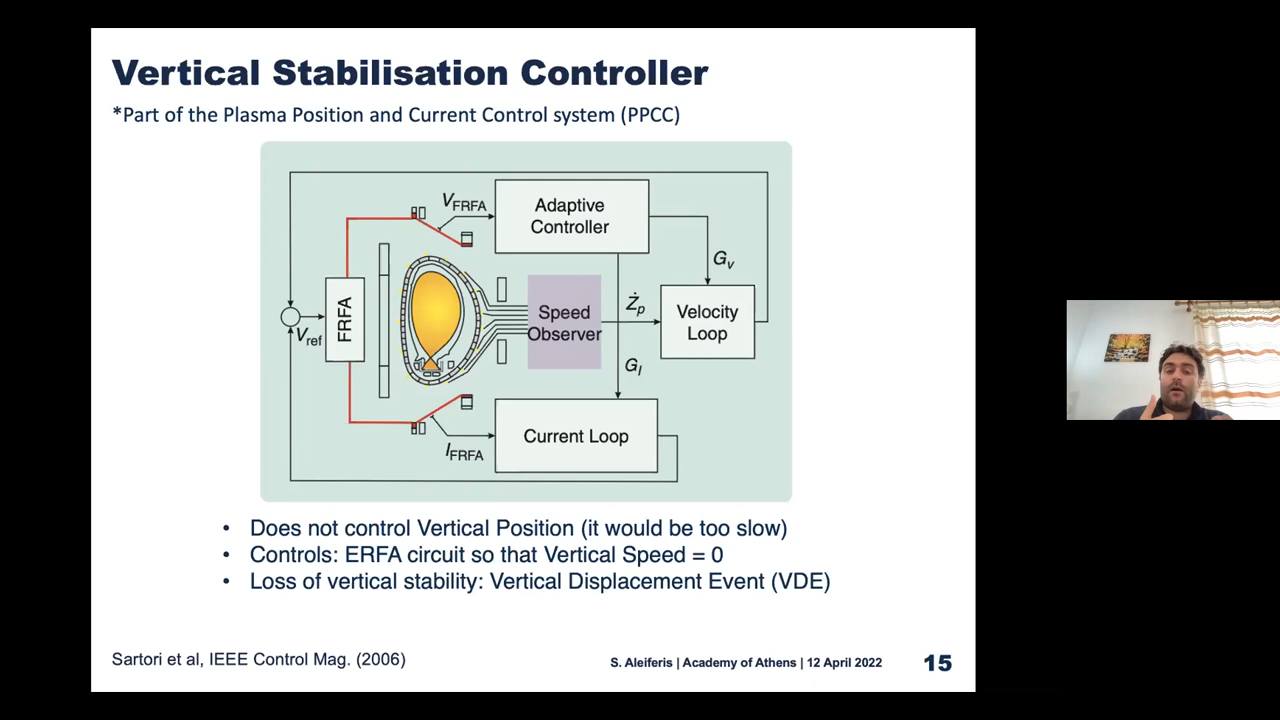 Vertical Stabilisation Controller
*Part of the Plasma Position and Current Control system (PPCC)
VFRFA
Adaptive
Controller
Gv
FRFA
Vref
Speed
Observer
Żp
Velocity
Loop
GI
IFRFA
Current Loop
• Does not control Vertical Position (it would be too slow)
• Controls: ERFA circuit so that Vertical Speed = 0
• Loss of vertical stability: Vertical Displacement Event (VDE)
Sartori et al, IEEE Control Mag. (2006)
S. Aleiferis | Academy of Athens | 12 April 2022
15